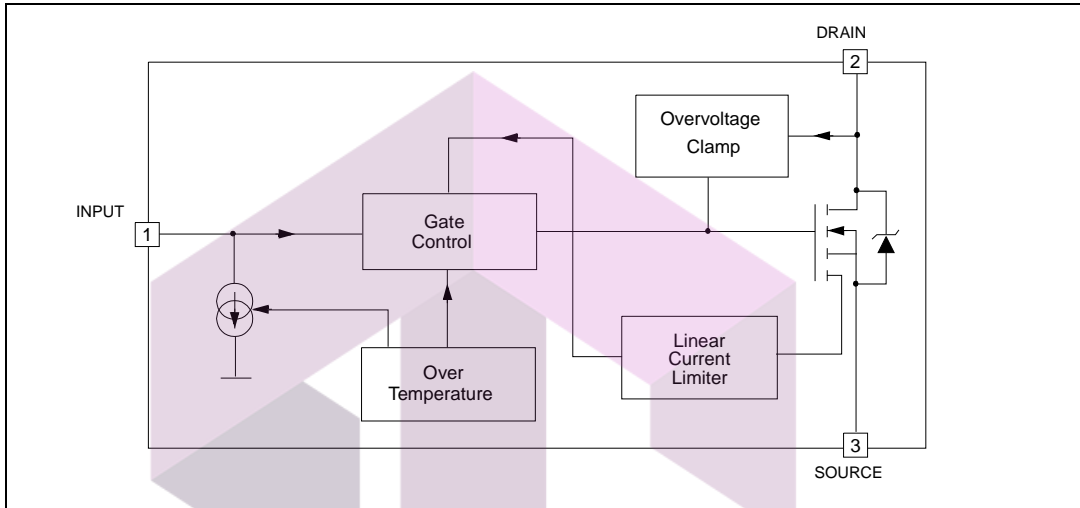 DRAIN
2
Overvoltage
Clamp
INPUT
1
Gate
Control
Linear
Current
Limiter
Over
Temperature
3
SOURCE